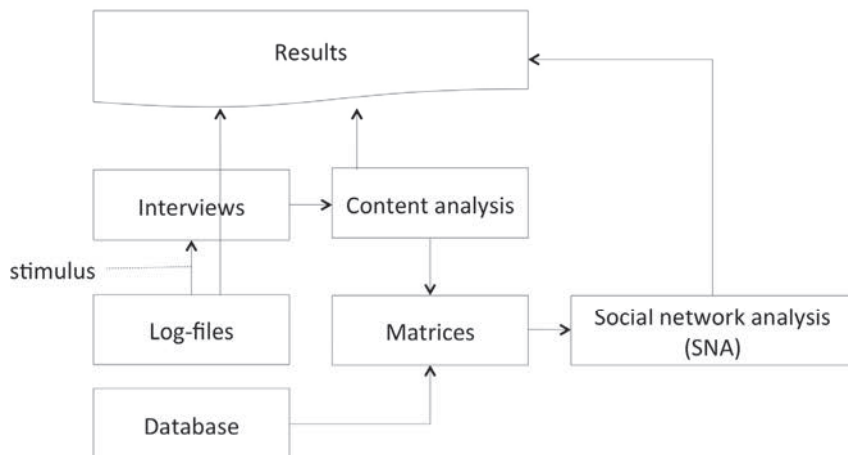 Results
Interviews
Content analysis
stimulus
Log-files
Matrices
Social network analysis
(SNA)
Database